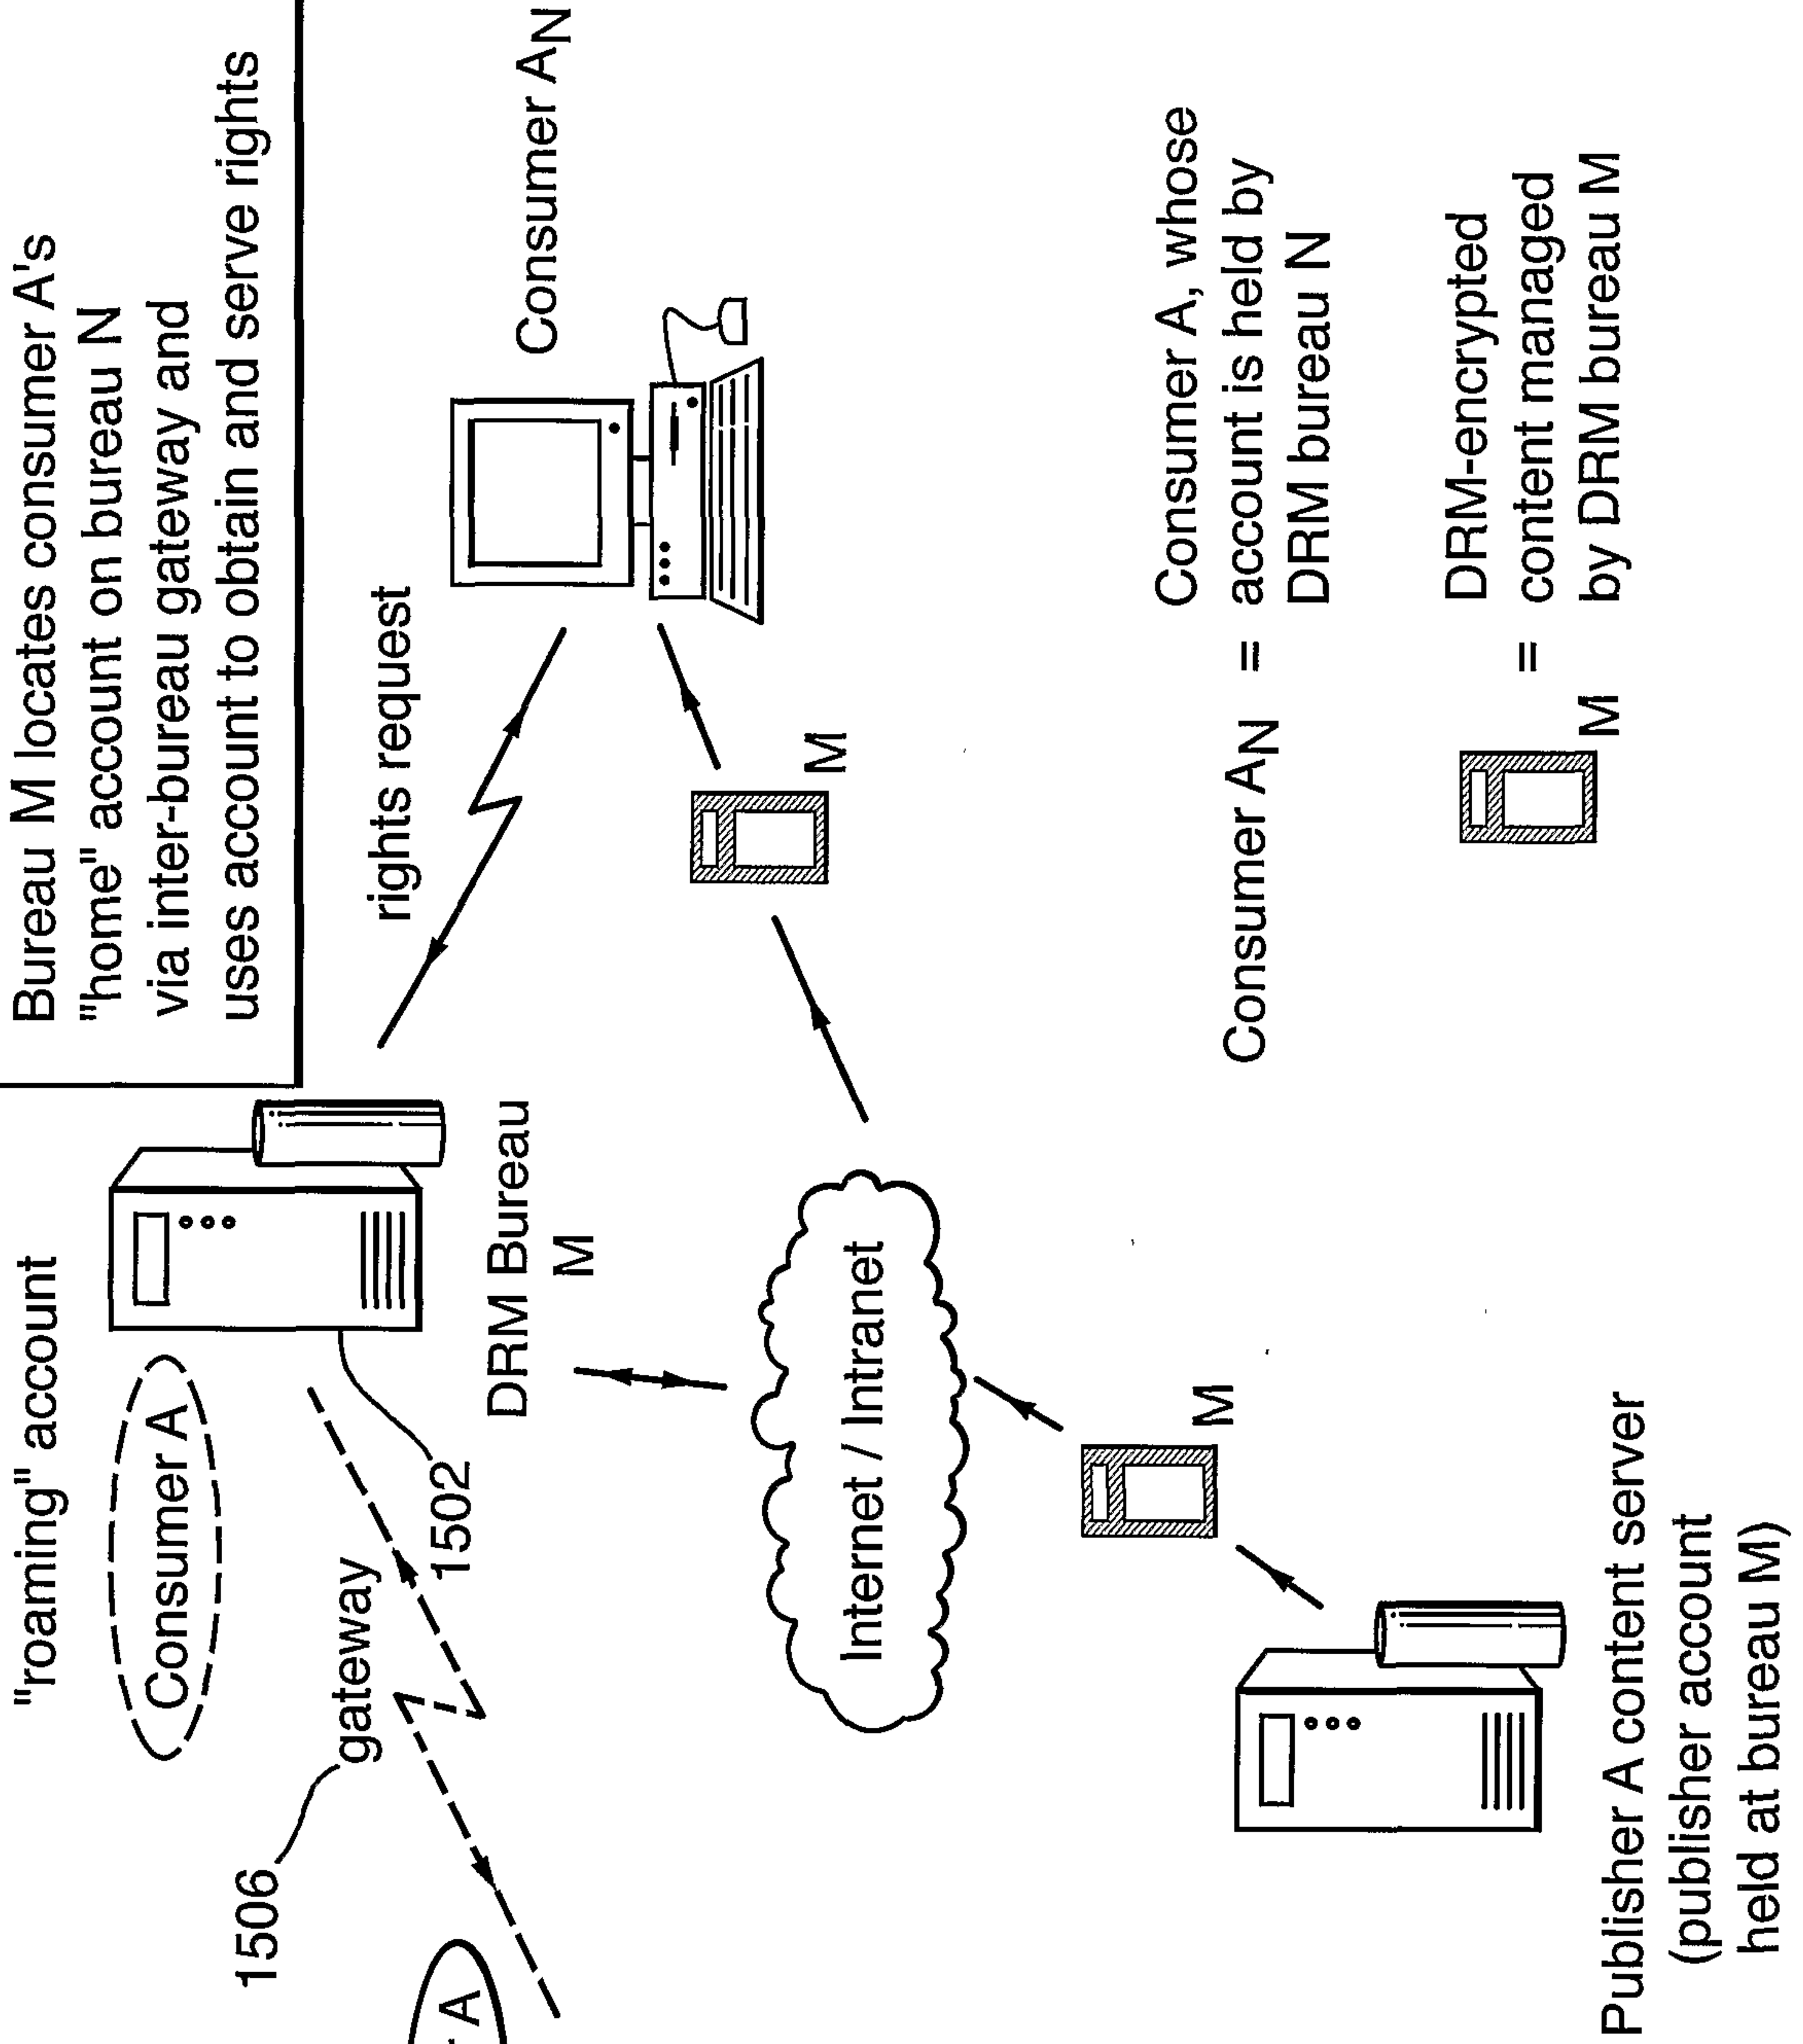 Bureau M locates consumer A's
"home" account on bureau N
via inter-bureau gateway and
uses account to obtain and serve rights
"roaming" account
Consumer A
1506
gateway
1502
DRM Bureau
M
rights request
Consumer AN
A
Internet / Intranet
M
M
Publisher A content server
(publisher account
held at bureau M)
Consumer AN = Consumer A, whose
account is held by
DRM bureau N
M = DRM-encrypted
content managed
by DRM bureau M